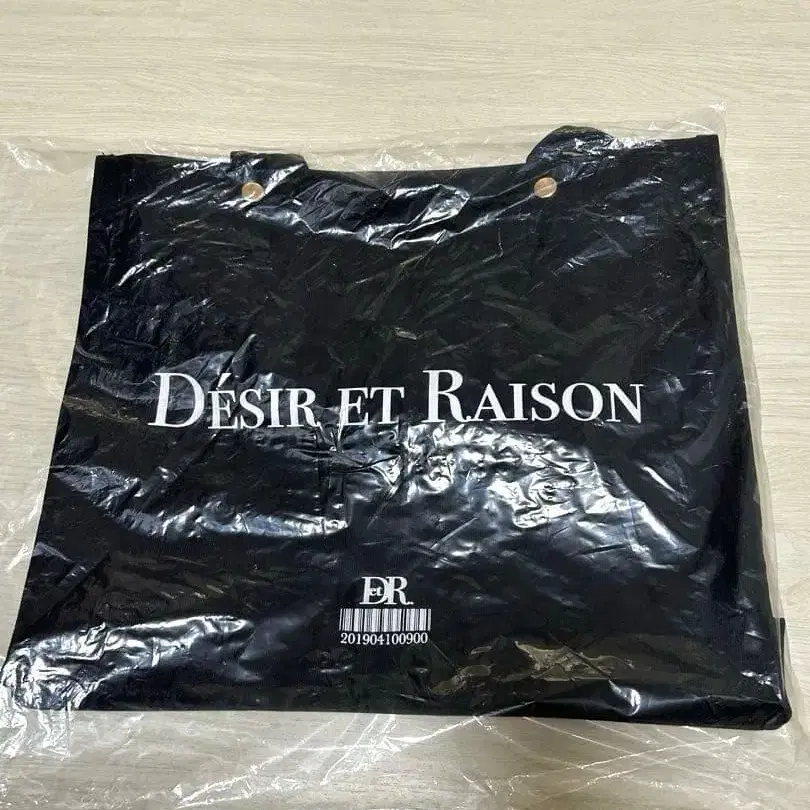 DÉSIR ET RAISON
DetR.
201904100900